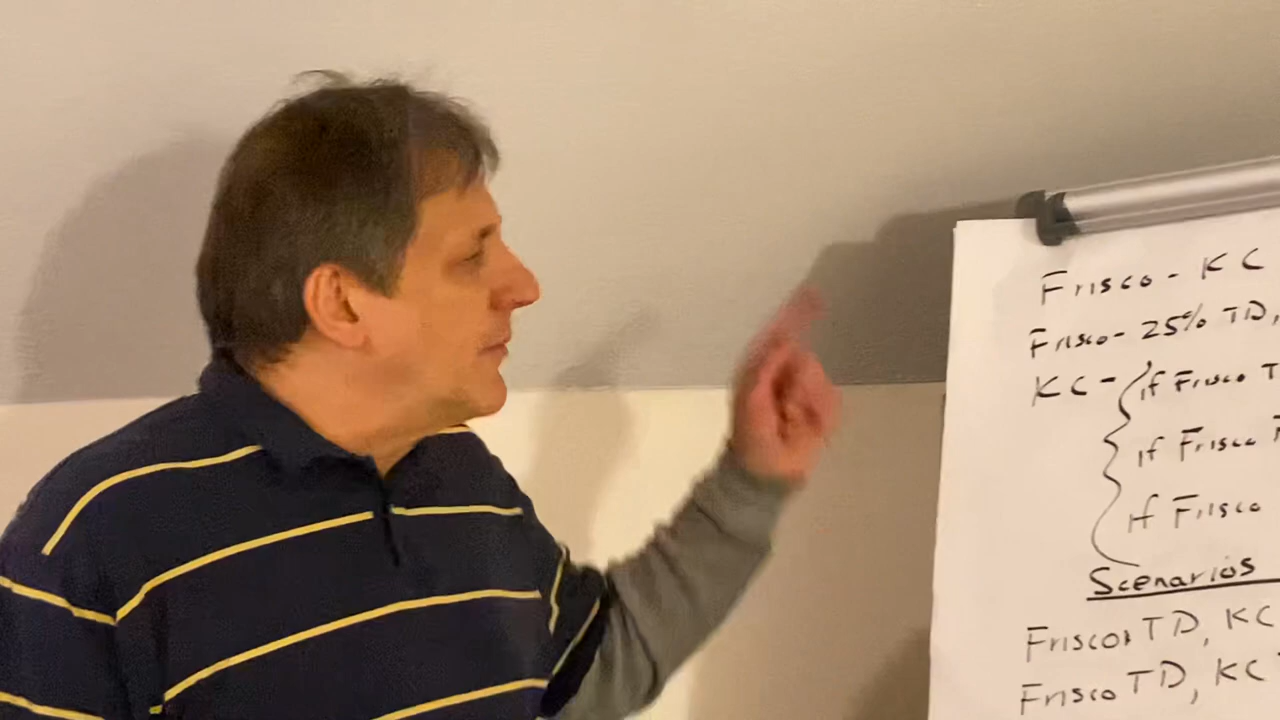 Frisco - KC
Frisco - 25% TD,
KC - if Frisco T
if Frisco F
if Frisco
Scenarios
Frisco TD, KC
Frisco TD, KC